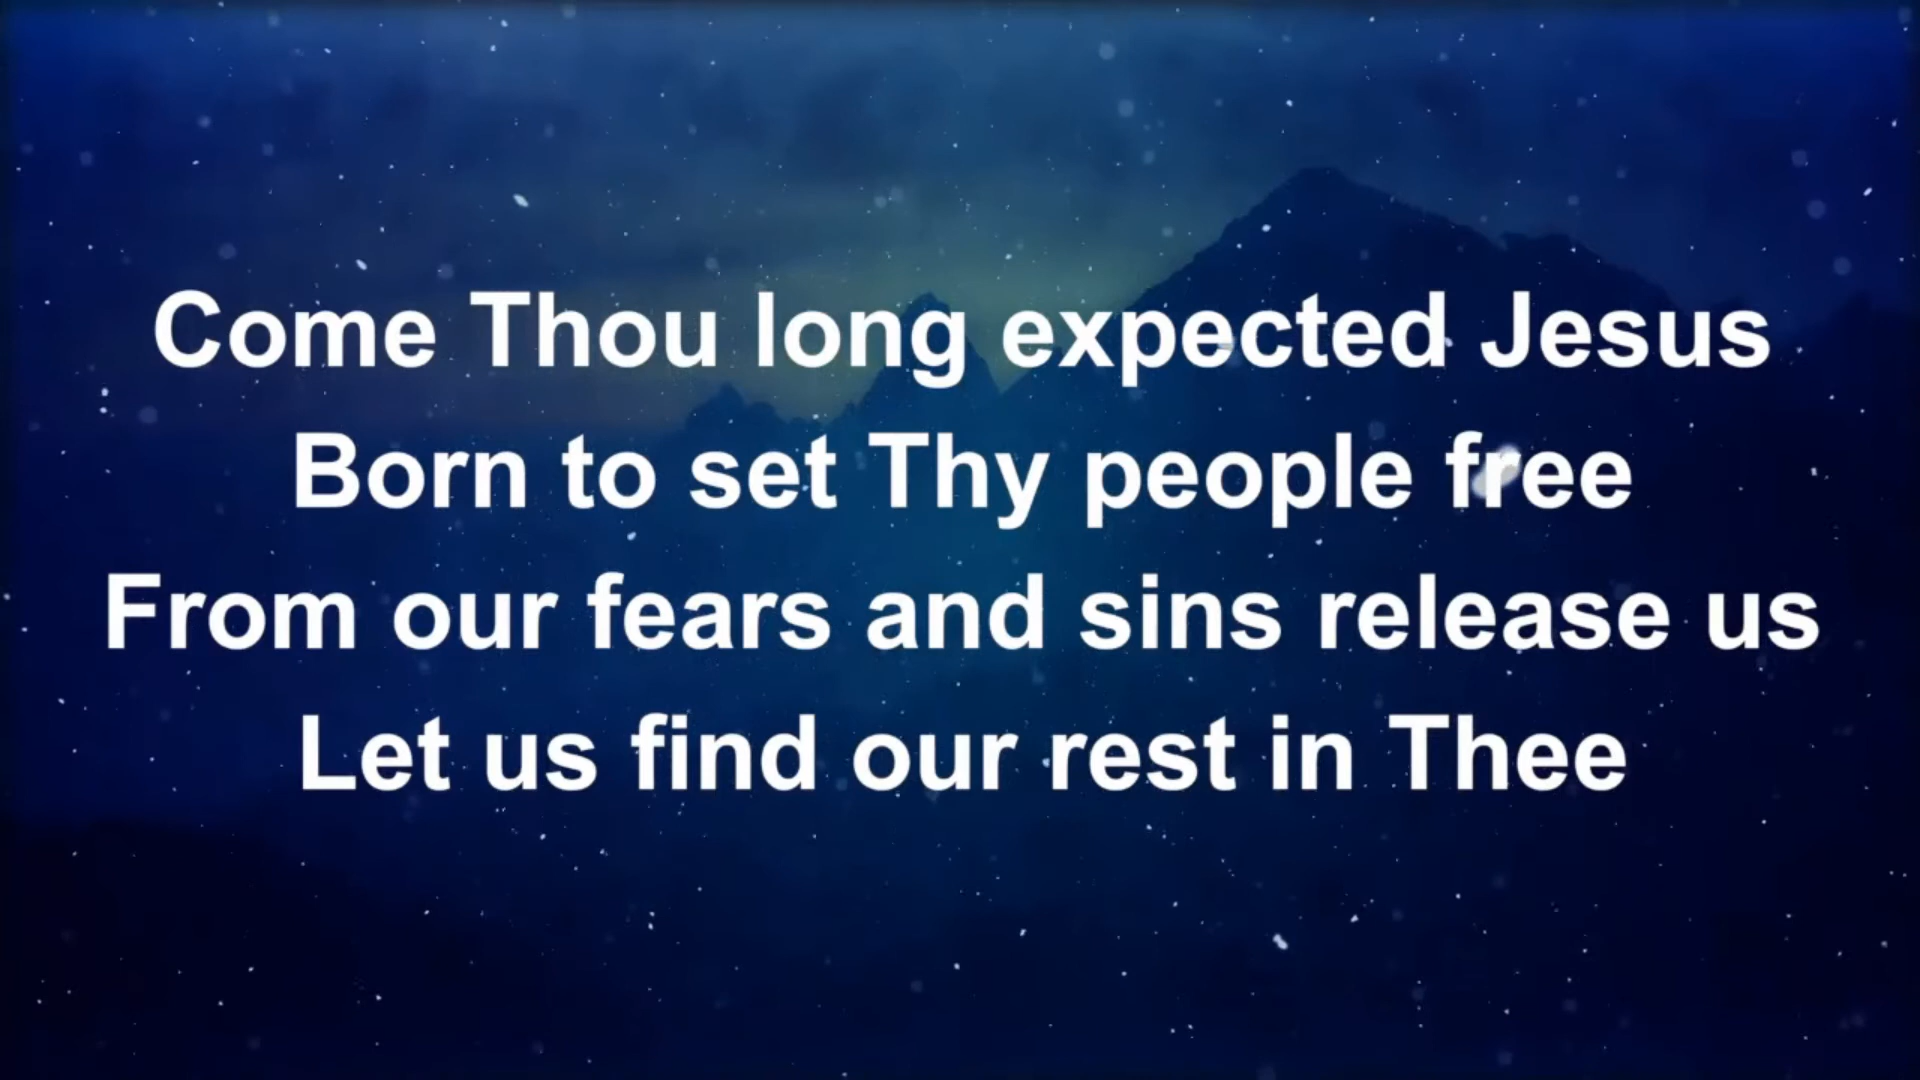 Come Thou long expected Jesus
Born to set Thy people free
From our fears and sins release us
Let us find our rest in Thee